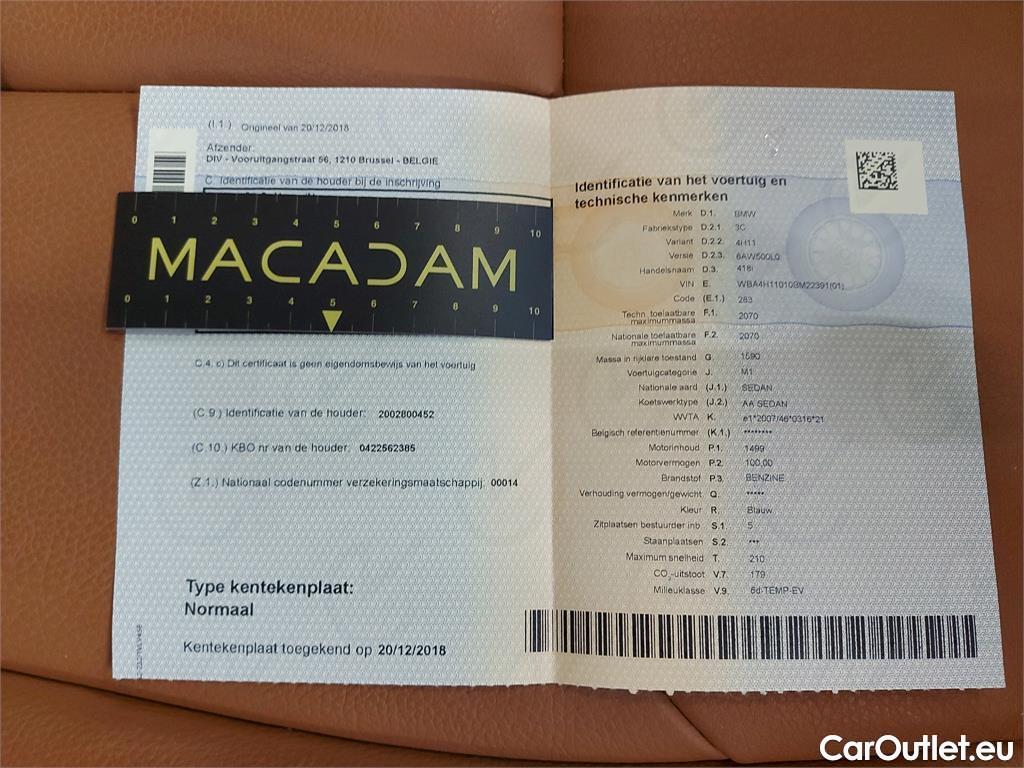 (I.1.) Origineel van 20/12/2018
Afzender:
DIV - Vooruitgangstraat 56, 1210 Brussel - BELGIE
C. Identificatie van de houder bij de inschrijving
0 1 2 3 4 5 6 7 8 9 10
MACADAM
0 1 2 3 4 5 6 7 8 9 10
C.4. c) Dit certificaat is geen eigendomsbewijs van het voertuig
(C.9.) Identificatie van de houder: 2002800452
(C.10.) KBO nr van de houder: 0422562385
(Z.1.) Nationaal codenummer verzekeringsmaatschappij: 00014
Type kentekenplaat:
Normaal
Kentekenplaat toegekend op 20/12/2018
Identificatie van het voertuig en
technische kenmerken
Merk D.1. BMW
Fabriekstype D.2.1. 3C
Variant D.2.2. 4H11
Versie D.2.3. 6AW500L0
Handelsnaam D.3. 418i
VIN E. WBA4H11010BM22391(01)
Code (E.1.) 283
Techn. toelaatbare
maximummassa F.1. 2070
Nationale toelaatbare
maximummassa F.2. 2070
Massa in rijklare toestand G. 1590
Voertuigcategorie J. M1
Nationale aard (J.1.) SEDAN
Koetswerktype (J.2.) AA SEDAN
WVTA K. e1*2007/46*0316*21
Belgisch referentienummer (K.1.) ********
Motorinhoud P.1. 1499
Motorvermogen P.2. 100,00
Brandstof P.3. BENZINE
Verhouding vermogen/gewicht Q. *****
Kleur R. Blauw
Zitplaatsen bestuurder inb. S.1. 5
Staanplaatsen S.2. ***
Maximum snelheid T. 210
CO2-uitstoot V.7. 179
Milieuklasse V.9. 6d-TEMP-EV
CarOutlet.eu